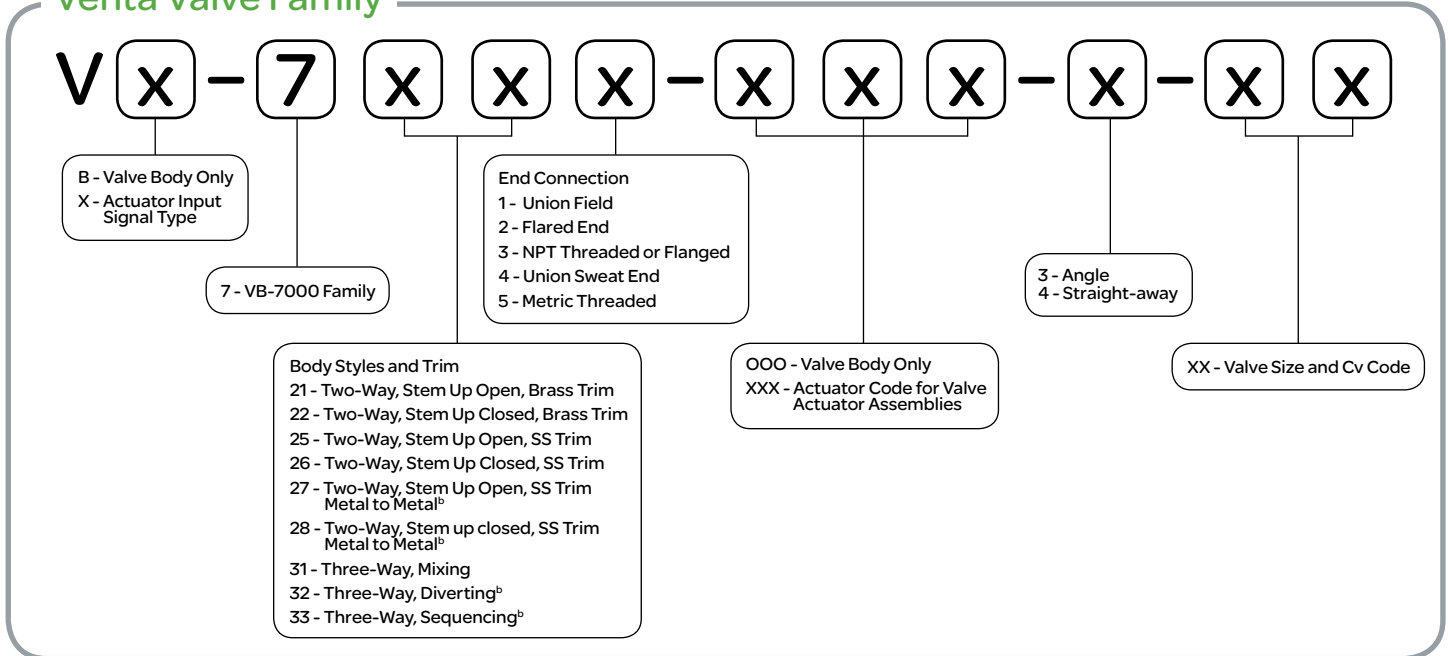 Venta Valve Family
V x - 7 x x x - x x x - x - x x
B - Valve Body Only
X - Actuator Input
Signal Type
7 - VB-7000 Family
Body Styles and Trim
21 - Two-Way, Stem Up Open, Brass Trim
22 - Two-Way, Stem Up Closed, Brass Trim
25 - Two-Way, Stem Up Open, SS Trim
26 - Two-Way, Stem Up Closed, SS Trim
27 - Two-Way, Stem Up Open, SS Trim
Metal to Metalᵇ
28 - Two-Way, Stem up closed, SS Trim
Metal to Metalᵇ
31 - Three-Way, Mixing
32 - Three-Way, Divertingᵇ
33 - Three-Way, Sequencingᵇ
End Connection
1 - Union Field
2 - Flared End
3 - NPT Threaded or Flanged
4 - Union Sweat End
5 - Metric Threaded
OOO - Valve Body Only
XXX - Actuator Code for Valve
Actuator Assemblies
3 - Angle
4 - Straight-away
XX - Valve Size and Cv Code